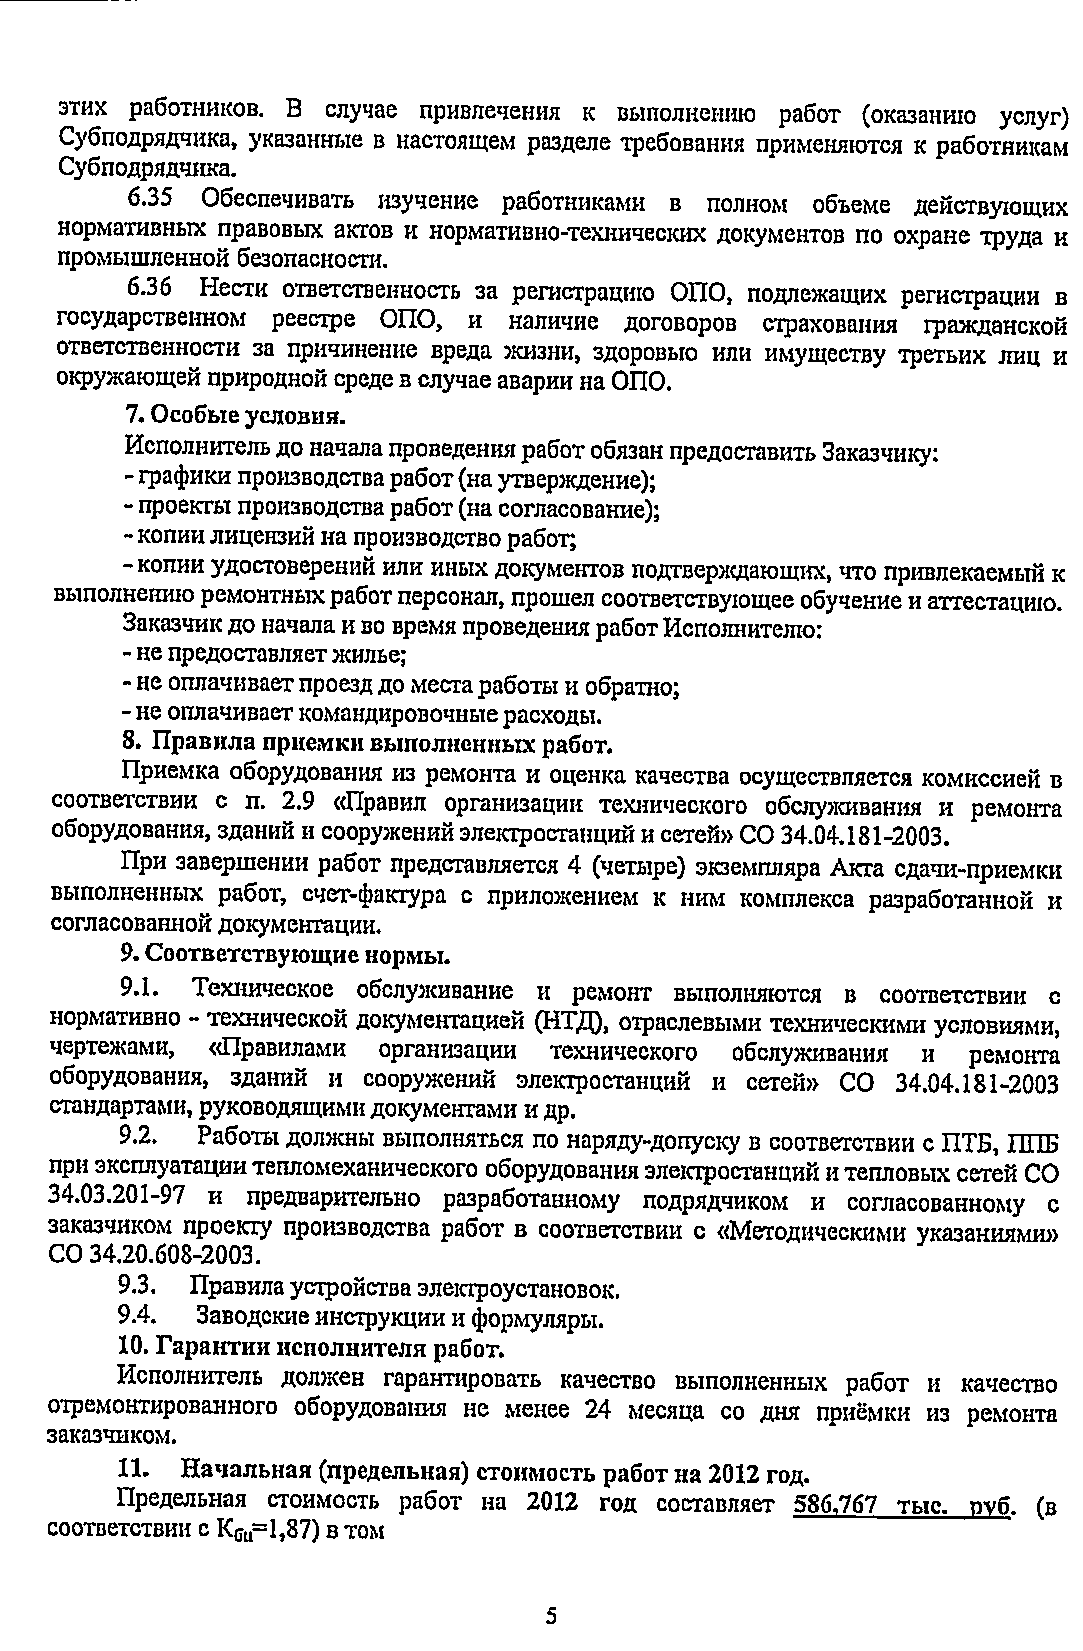 этих работников. В случае привлечения к выполнению работ (оказанию услуг)
Субподрядчика, указанные в настоящем разделе требования применяются к работникам
Субподрядчика.
6.35 Обеспечивать изучение работниками в полном объеме действующих
нормативных правовых актов и нормативно-технических документов по охране труда и
промышленной безопасности.
6.36 Нести ответственность за регистрацию ОПО, подлежащих регистрации в
государственном реестре ОПО, и наличие договоров страхования гражданской
ответственности за причинение вреда жизни, здоровью или имуществу третьих лиц и
окружающей природной среде в случае аварии на ОПО.
7. Особые условия.
Исполнитель до начала проведения работ обязан предоставить Заказчику:
- графики производства работ (на утверждение);
- проекты производства работ (на согласование);
- копии лицензий на производство работ;
- копии удостоверений или иных документов подтверждающих, что привлекаемый к
выполнению ремонтных работ персонал, прошел соответствующее обучение и аттестацию.
Заказчик до начала и во время проведения работ Исполнителю:
- не предоставляет жилье;
- не оплачивает проезд до места работы и обратно;
- не оплачивает командировочные расходы.
8. Правила приемки выполненных работ.
Приемка оборудования из ремонта и оценка качества осуществляется комиссией в
соответствии с п. 2.9 «Правил организации технического обслуживания и ремонта
оборудования, зданий и сооружений электростанций и сетей» СО 34.04.181-2003.
При завершении работ представляется 4 (четыре) экземпляра Акта сдачи-приемки
выполненных работ, счет-фактура с приложением к ним комплекса разработанной и
согласованной документации.
9. Соответствующие нормы.
9.1. Техническое обслуживание и ремонт выполняются в соответствии с
нормативно - технической документацией (НТД), отраслевыми техническими условиями,
чертежами, «Правилами организации технического обслуживания и ремонта
оборудования, зданий и сооружений электростанций и сетей» СО 34.04.181-2003
стандартами, руководящими документами и др.
9.2. Работы должны выполняться по наряду-допуску в соответствии с ПТБ, ППБ
при эксплуатации тепломеханического оборудования электростанций и тепловых сетей СО
34.03.201-97 и предварительно разработанному подрядчиком и согласованному с
заказчиком проекту производства работ в соответствии с «Методическими указаниями»
СО 34.20.608-2003.
9.3. Правила устройства электроустановок.
9.4. Заводские инструкции и формуляры.
10. Гарантии исполнителя работ.
Исполнитель должен гарантировать качество выполненных работ и качество
отремонтированного оборудования не менее 24 месяца со дня приёмки из ремонта
заказчиком.
11. Начальная (предельная) стоимость работ на 2012 год.
Предельная стоимость работ на 2012 год составляет 586,767 тыс. руб. (в
соответствии с Kбц=1,87) в том
5